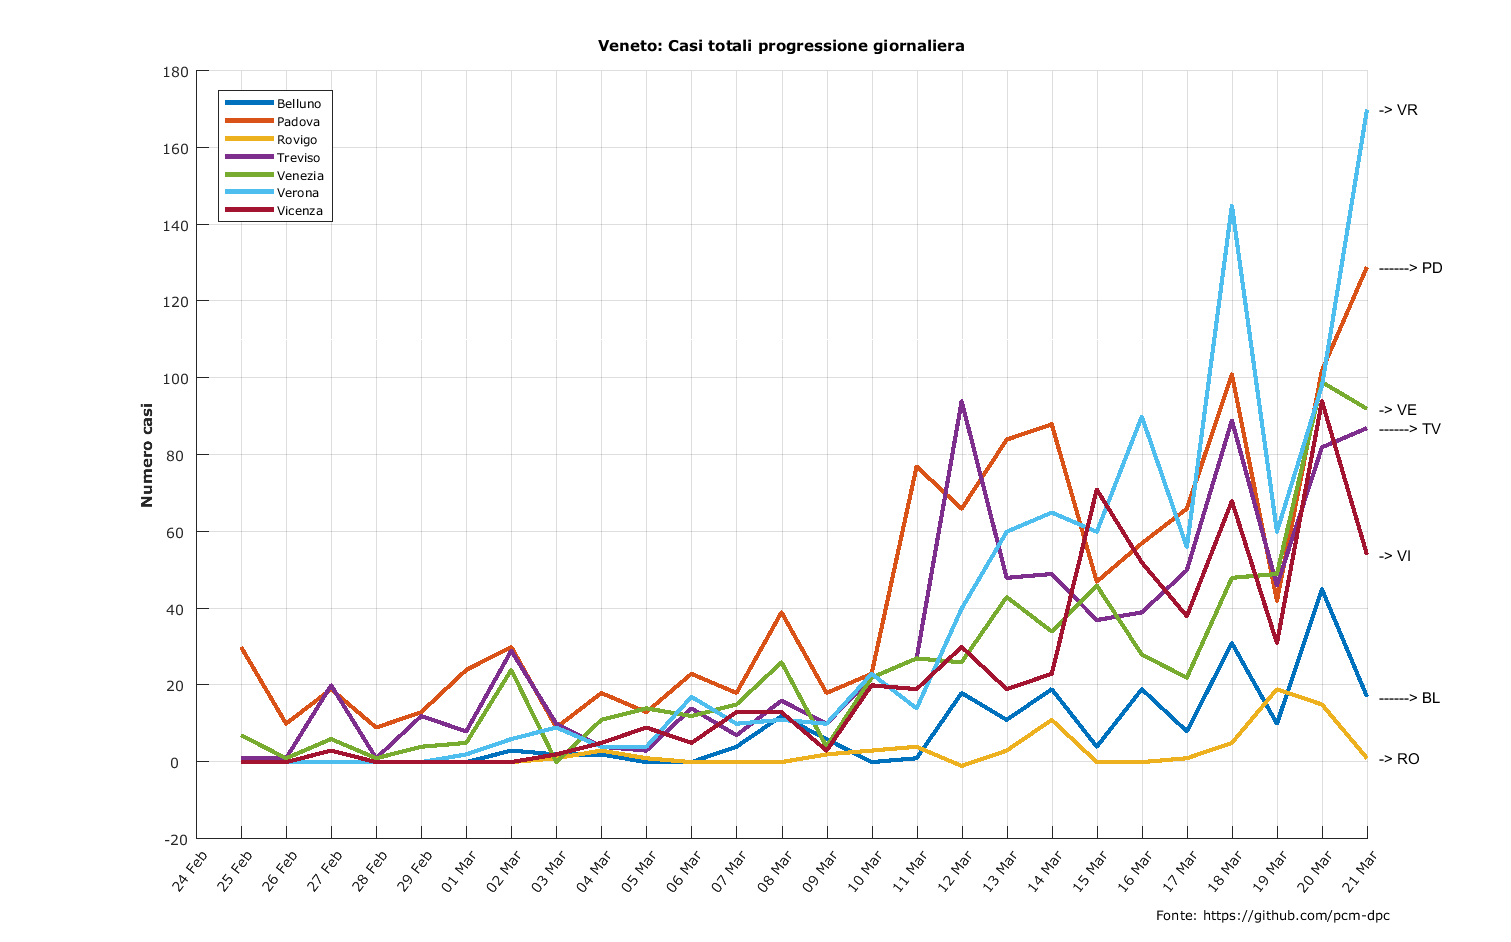 Veneto: Casi totali progressione giornaliera
180
160
140
120
100
80
60
40
20
0
-20
Numero casi
Belluno
Padova
Rovigo
Treviso
Venezia
Verona
Vicenza
-> VR
------> PD
-> VE
------> TV
-> VI
------> BL
-> RO
24 Feb
25 Feb
26 Feb
27 Feb
28 Feb
29 Feb
01 Mar
02 Mar
03 Mar
04 Mar
05 Mar
06 Mar
07 Mar
08 Mar
09 Mar
10 Mar
11 Mar
12 Mar
13 Mar
14 Mar
15 Mar
16 Mar
17 Mar
18 Mar
19 Mar
20 Mar
21 Mar
Fonte: https://github.com/pcm-dpc